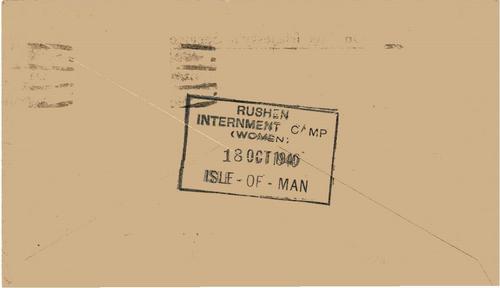 RUSHEN
INTERNMENT CAMP
(WOMEN)
18 OCT 1940
ISLE - OF - MAN